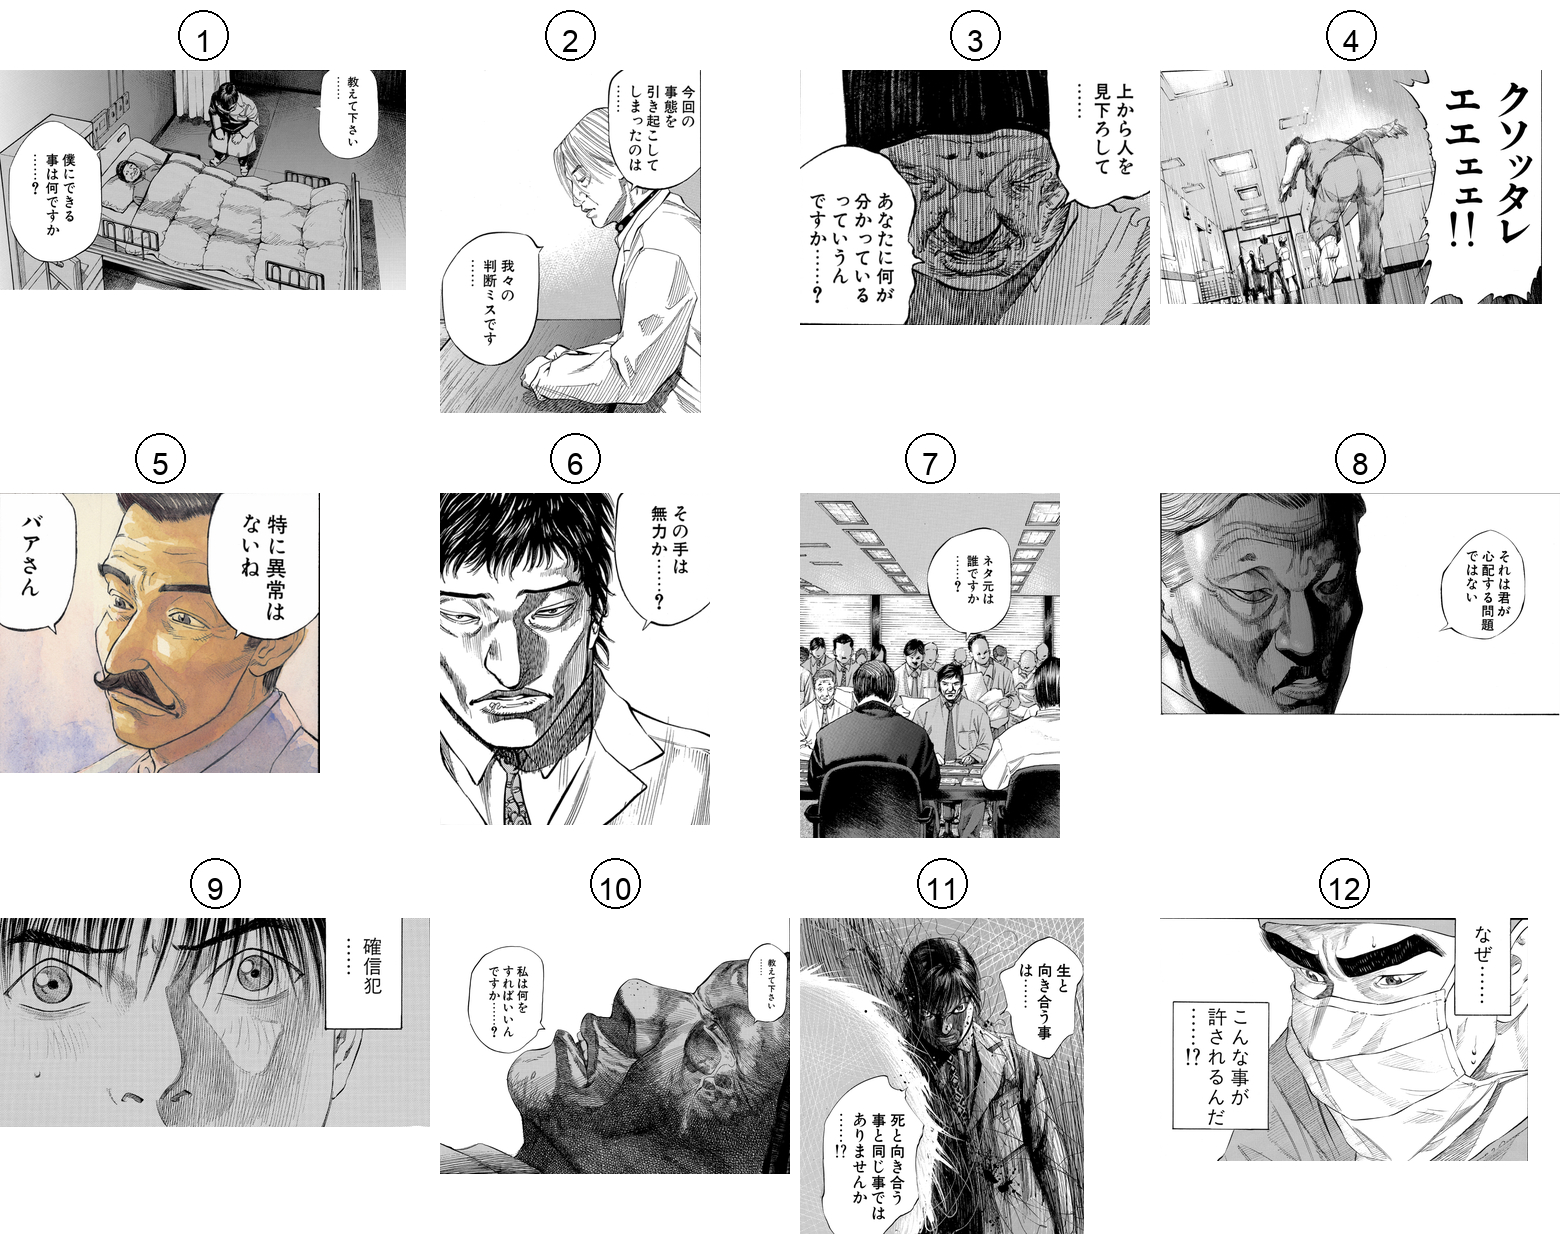 1
教えて下さい
……
僕にできる
事は何ですか
……?
2
今回の
事態を
引き起こして
しまったのは
……
我々の
判断ミスです
……
3
上から人を
見下ろして
……
あなたに何が
分かっている
っていうん
ですか……?
4
クソッタレ
エエェェ!!
5
特に異常は
ないね
バアさん
6
その手は
無力か……?
7
ネタ元は
誰ですか
……?
8
それは君が
心配する問題
ではない
9
確信犯
……
10
教えて下さい
……
私は何を
すればいいん
ですか……?
11
生と
向き合う事
は……
死と向き合う
事と同じ事では
ありませんか
……!?
12
なぜ……
こんな事が
許されるんだ
……!?